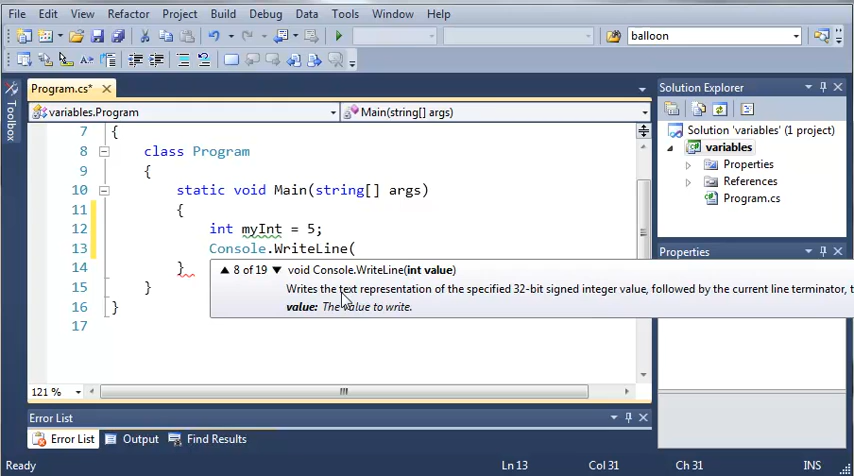 File Edit View Refactor Project Build Debug Data Tools Window Help
balloon
Program.cs*
Solution Explorer
Toolbox
variables.Program
Main(string[] args)
Solution 'variables' (1 project)
variables
Properties
References
Program.cs
7 {
8 class Program
9 {
10 static void Main(string[] args)
11 {
12 int myInt = 5;
13 Console.WriteLine(
14 }
8 of 19 void Console.WriteLine(int value)
Writes the text representation of the specified 32-bit signed integer value, followed by the current line terminator, t
value: The value to write.
15 }
16 }
17
Properties
121 %
Error List
Error List Output Find Results
Ln 13 Col 31 Ch 31 INS